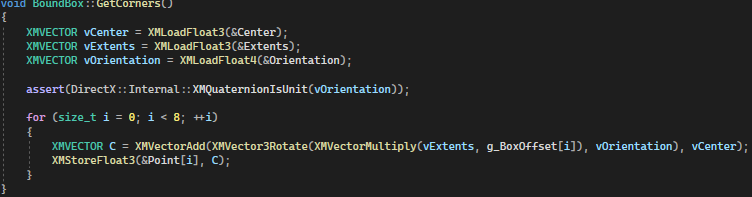 void BoundBox::GetCorners()
{
    XMVECTOR vCenter = XMLoadFloat3(&Center);
    XMVECTOR vExtents = XMLoadFloat3(&Extents);
    XMVECTOR vOrientation = XMLoadFloat4(&Orientation);
    assert(DirectX::Internal::XMQuaternionIsUnit(vOrientation));
    for (size_t i = 0; i < 8; ++i)
    {
        XMVECTOR C = XMVectorAdd(XMVector3Rotate(XMVectorMultiply(vExtents, g_BoxOffset[i]), vOrientation), vCenter);
        XMStoreFloat3(&Point[i], C);
    }
}